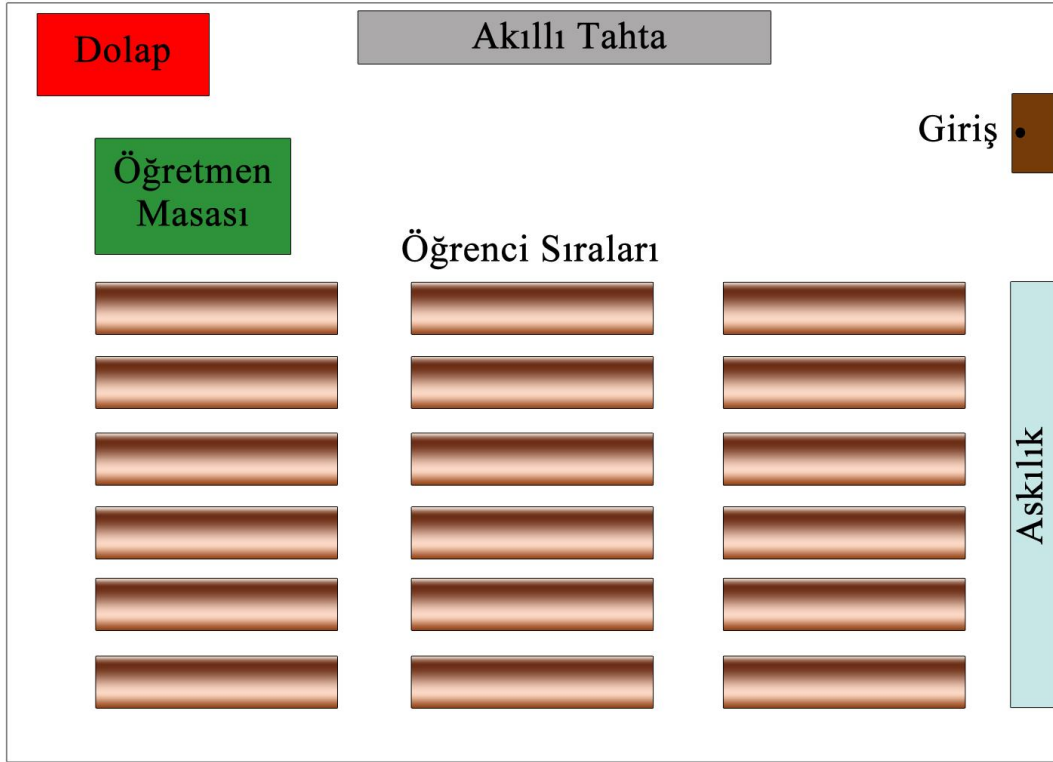 Dolap
Akıllı Tahta
Giriş
Öğretmen
Masası
Öğrenci Sıraları
Askılık